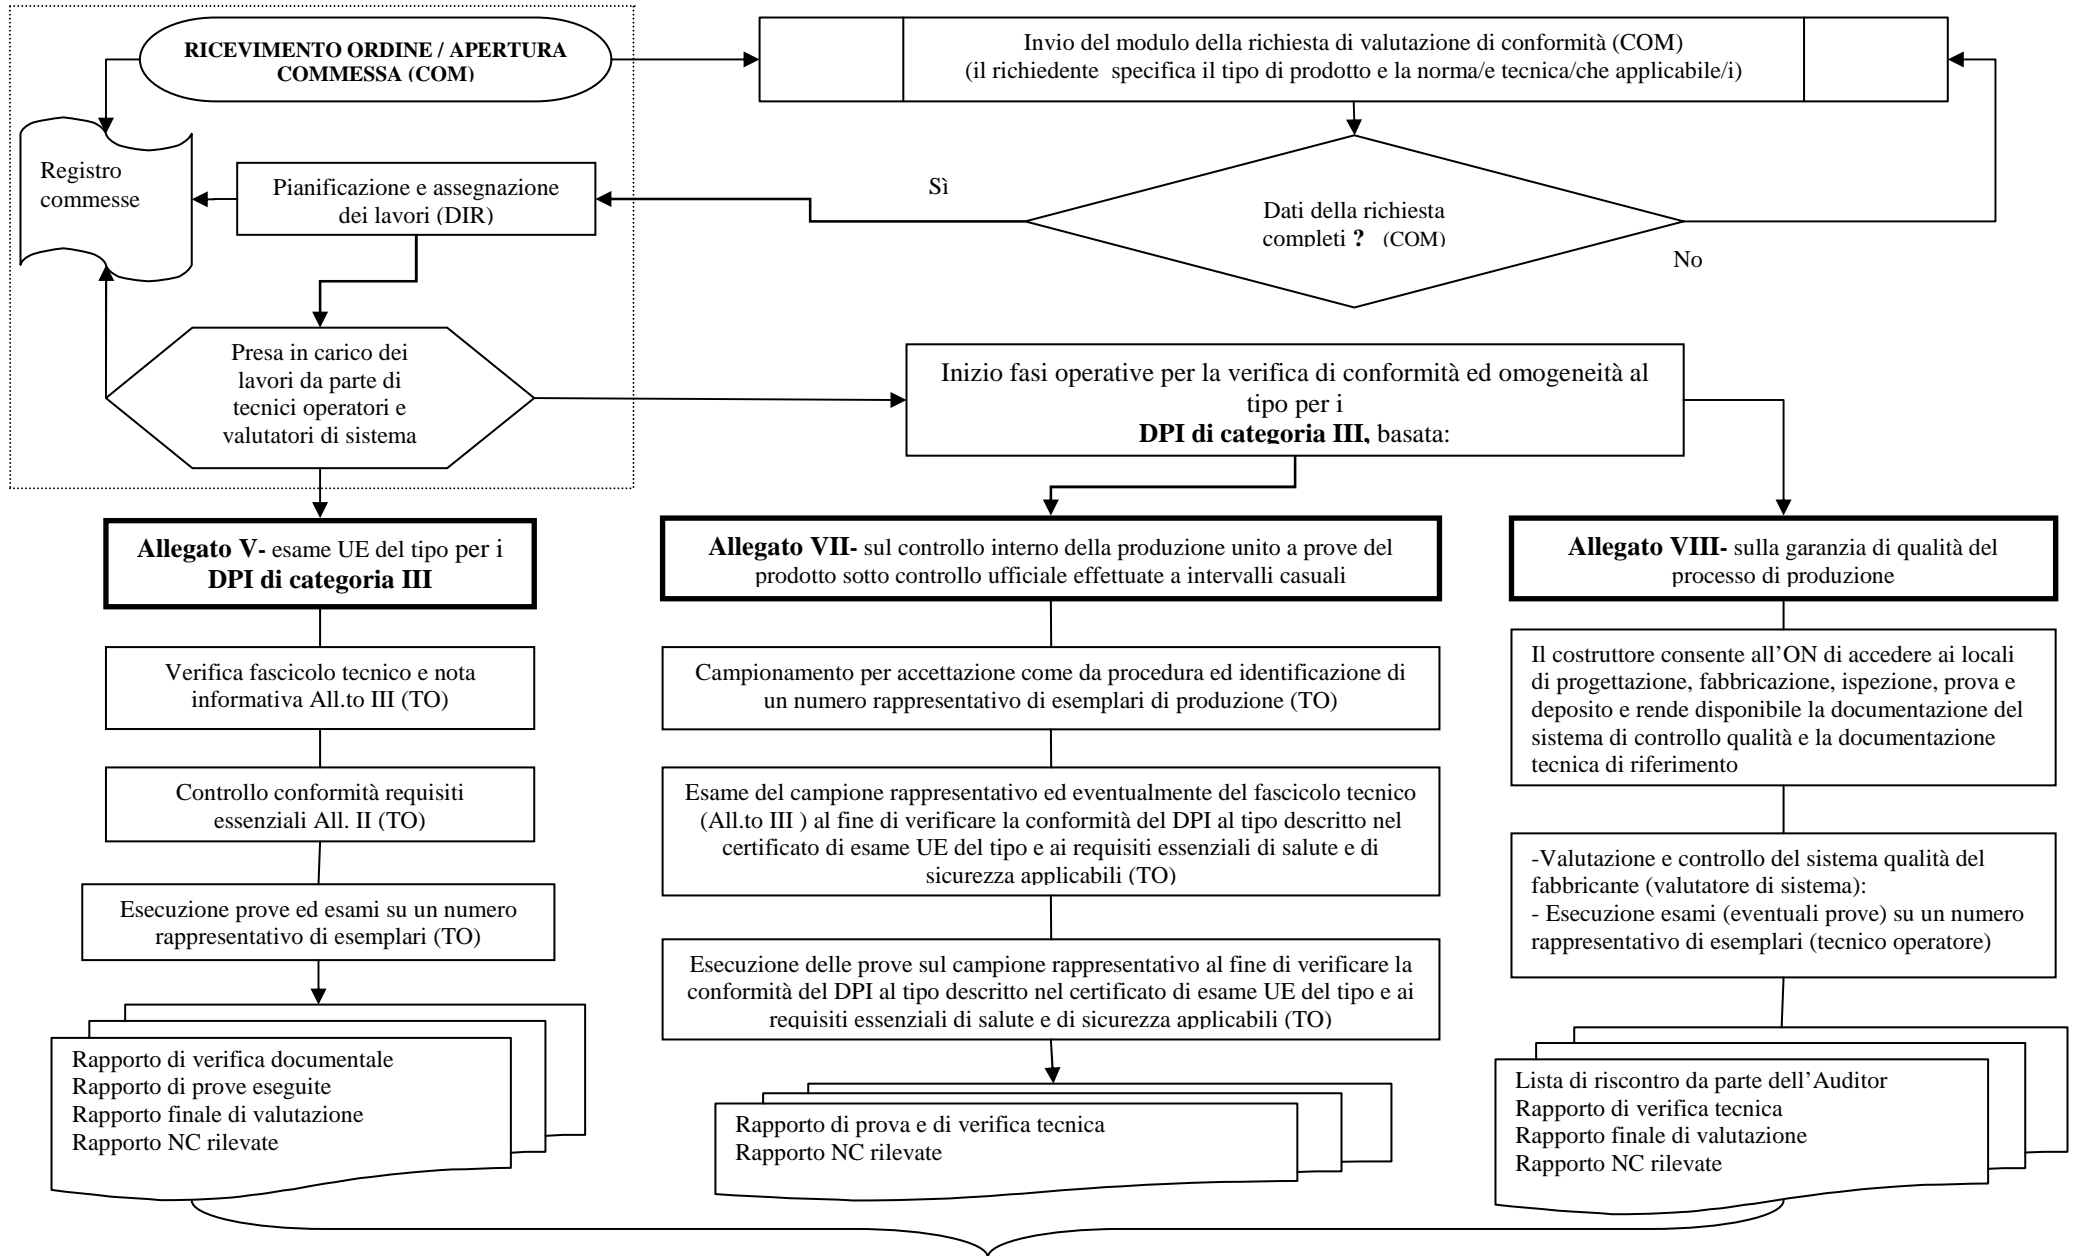 RICEVIMENTO ORDINE / APERTURA
COMMESSA (COM)
Invio del modulo della richiesta di valutazione di conformità (COM)
(il richiedente specifica il tipo di prodotto e la norma/e tecnica/che applicabile/i)
Registro
commesse
Pianificazione e assegnazione
dei lavori (DIR)
Sì
Dati della richiesta
completi ? (COM)
No
Presa in carico dei
lavori da parte di
tecnici operatori e
valutatori di sistema
Inizio fasi operative per la verifica di conformità ed omogeneità al
tipo per i
DPI di categoria III, basata:
Allegato V- esame UE del tipo per i
DPI di categoria III
Verifica fascicolo tecnico e nota
informativa All.to III (TO)
Controllo conformità requisiti
essenziali All. II (TO)
Esecuzione prove ed esami su un numero
rappresentativo di esemplari (TO)
Rapporto di verifica documentale
Rapporto di prove eseguite
Rapporto finale di valutazione
Rapporto NC rilevate
Allegato VII- sul controllo interno della produzione unito a prove del
prodotto sotto controllo ufficiale effettuate a intervalli casuali
Campionamento per accettazione come da procedura ed identificazione di
un numero rappresentativo di esemplari di produzione (TO)
Esame del campione rappresentativo ed eventualmente del fascicolo tecnico
(All.to III ) al fine di verificare la conformità del DPI al tipo descritto nel
certificato di esame UE del tipo e ai requisiti essenziali di salute e di
sicurezza applicabili (TO)
Esecuzione delle prove sul campione rappresentativo al fine di verificare la
conformità del DPI al tipo descritto nel certificato di esame UE del tipo e ai
requisiti essenziali di salute e di sicurezza applicabili (TO)
Rapporto di prova e di verifica tecnica
Rapporto NC rilevate
Allegato VIII- sulla garanzia di qualità del
processo di produzione
Il costruttore consente all’ON di accedere ai locali
di progettazione, fabbricazione, ispezione, prova e
deposito e rende disponibile la documentazione del
sistema di controllo qualità e la documentazione
tecnica di riferimento
-Valutazione e controllo del sistema qualità del
fabbricante (valutatore di sistema):
- Esecuzione esami (eventuali prove) su un numero
rappresentativo di esemplari (tecnico operatore)
Lista di riscontro da parte dell’Auditor
Rapporto di verifica tecnica
Rapporto finale di valutazione
Rapporto NC rilevate